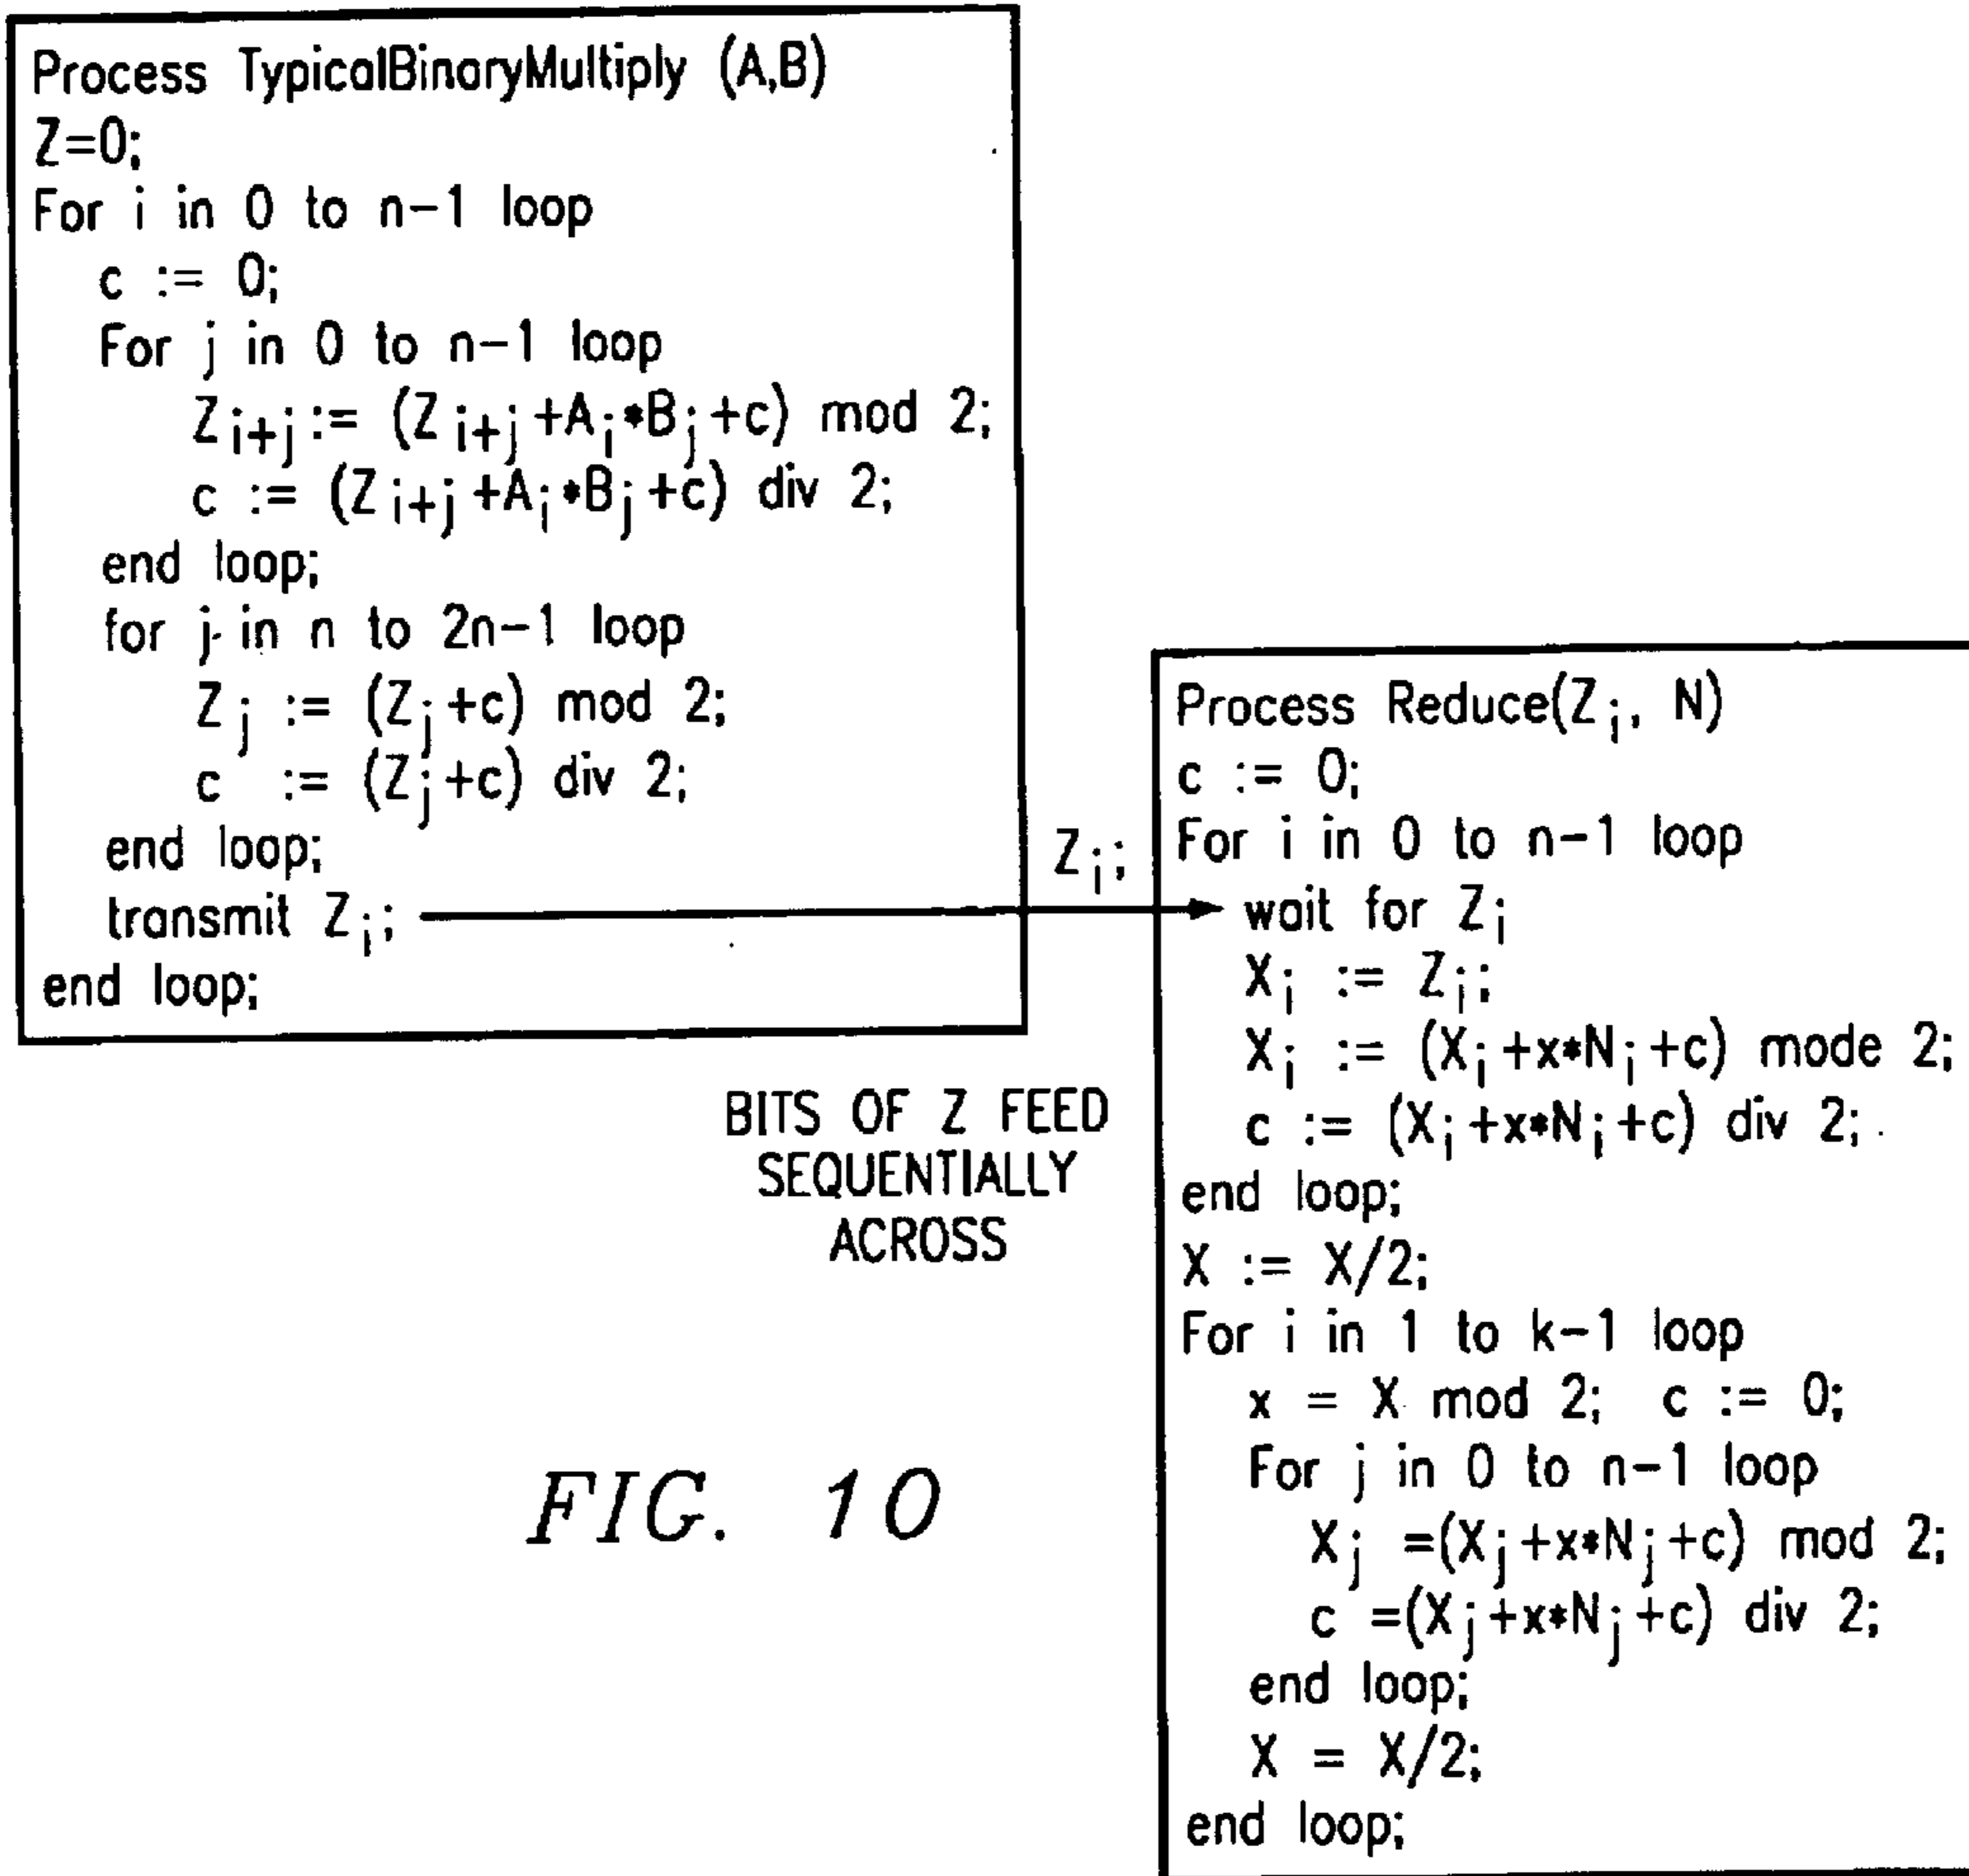 Process TypicalBinaryMultiply (A,B)
Z=0;
For i in 0 to n-1 loop
c := 0;
For j in 0 to n-1 loop
Zi+j := (Zi+j+Ai*Bj+c) mod 2;
c := (Zi+j+Ai*Bj+c) div 2;
end loop;
for j in n to 2n-1 loop
Zj := (Zj+c) mod 2;
c := (Zj+c) div 2;
end loop;
transmit Zi;
end loop;
Zi;
BITS OF Z FEED
SEQUENTIALLY
ACROSS
Process Reduce(Zi, N)
c := 0;
For i in 0 to n-1 loop
wait for Zi
Xi := Zi;
Xi := (Xi+x*Ni+c) mode 2;
c := (Xi+x*Ni+c) div 2;
end loop;
X := X/2;
For i in 1 to k-1 loop
x = X mod 2; c := 0;
For j in 0 to n-1 loop
Xj =(Xj+x*Nj+c) mod 2;
c =(Xj+x*Nj+c) div 2;
end loop;
X = X/2;
end loop;
FIG. 10